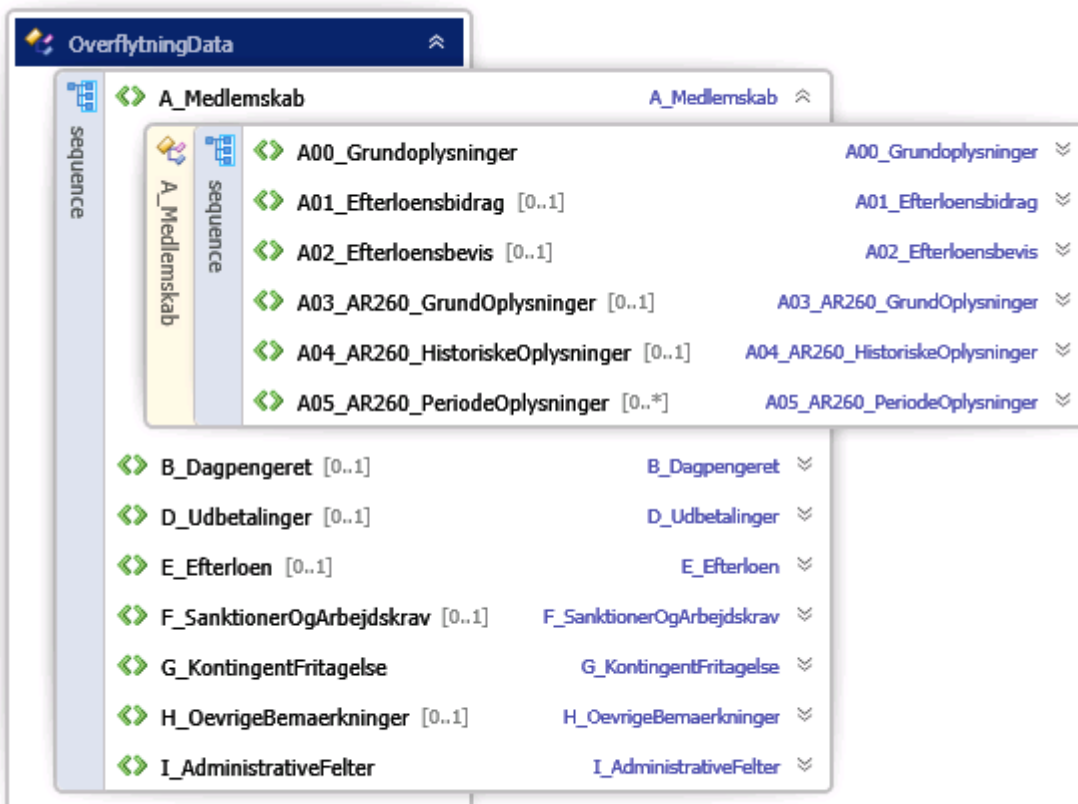 OverflytningData
sequence
A_Medlemskab A_Medlemskab
A_Medlemskab
sequence
A00_Grundoplysninger A00_Grundoplysninger
A01_Efterloensbidrag [0..1] A01_Efterloensbidrag
A02_Efterloensbevis [0..1] A02_Efterloensbevis
A03_AR260_GrundOplysninger [0..1] A03_AR260_GrundOplysninger
A04_AR260_HistoriskeOplysninger [0..1] A04_AR260_HistoriskeOplysninger
A05_AR260_PeriodeOplysninger [0..*] A05_AR260_PeriodeOplysninger
B_Dagpengeret [0..1] B_Dagpengeret
D_Udbetalinger [0..1] D_Udbetalinger
E_Efterloen [0..1] E_Efterloen
F_SanktionerOgArbejdskrav [0..1] F_SanktionerOgArbejdskrav
G_KontingentFritagelse G_KontingentFritagelse
H_OevrigeBemaerkninger [0..1] H_OevrigeBemaerkninger
I_AdministrativeFelter I_AdministrativeFelter